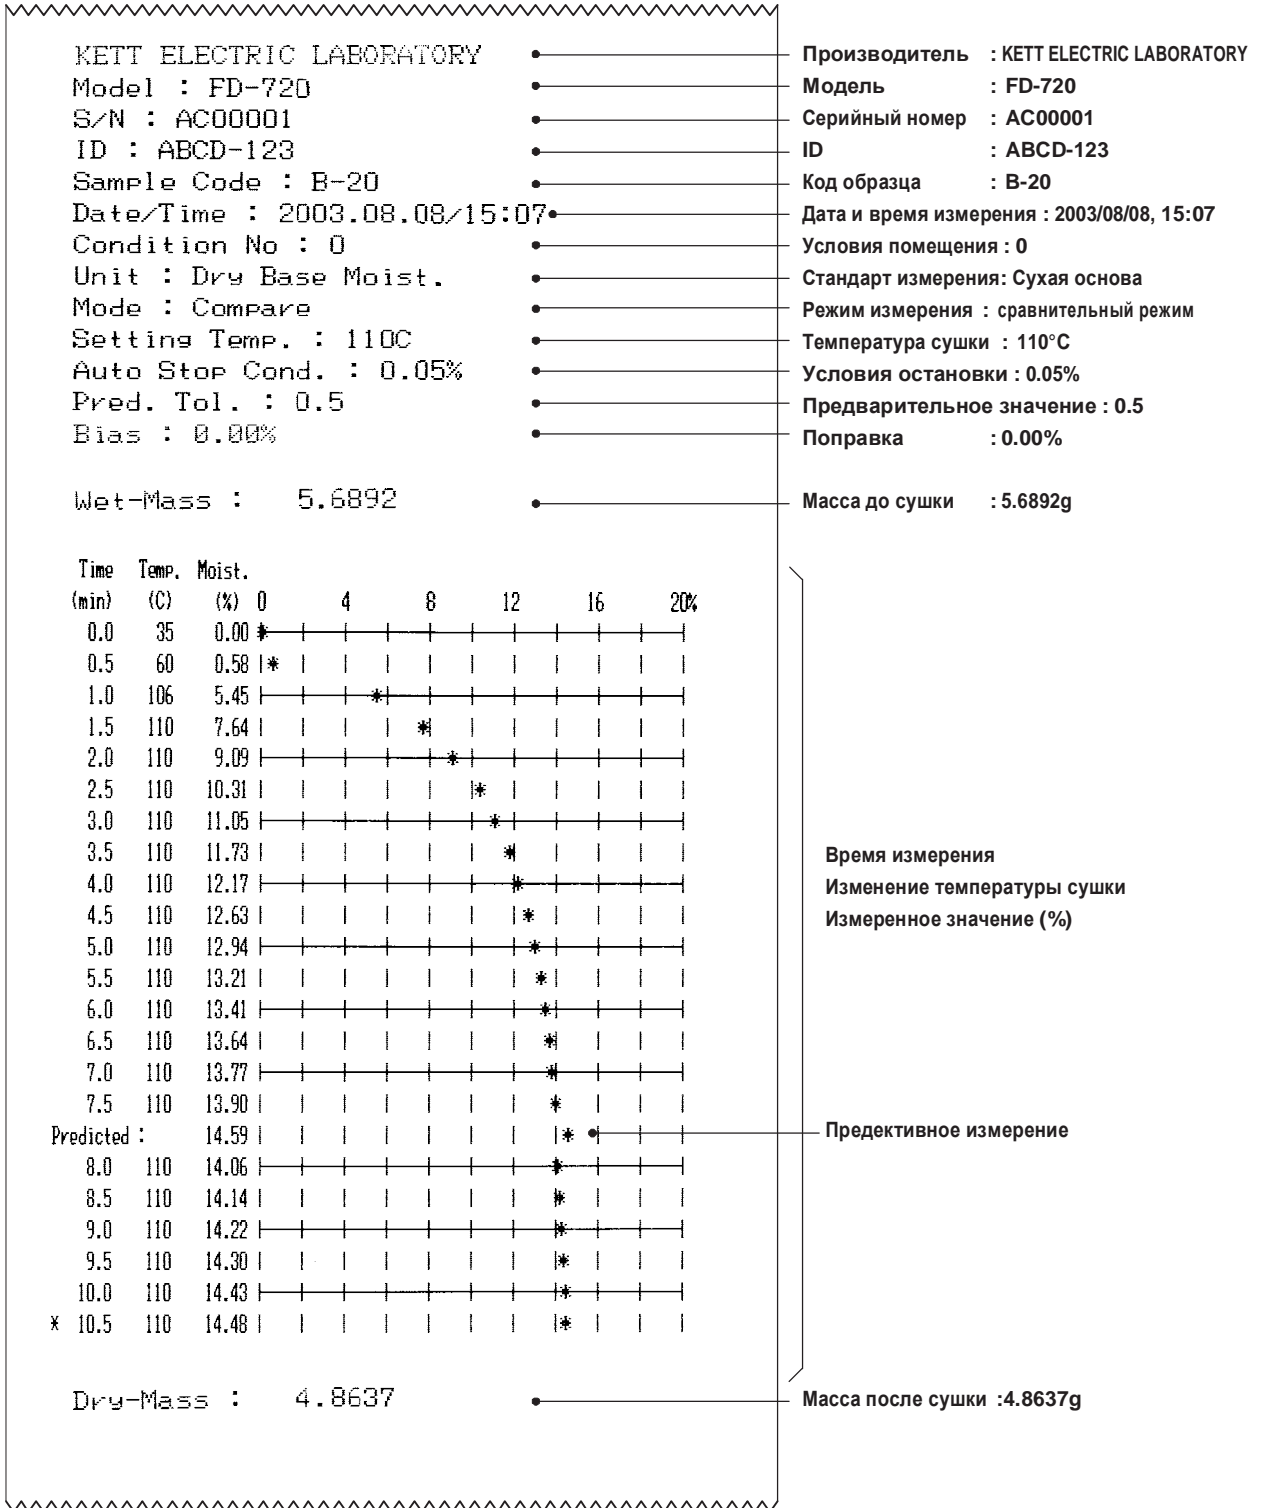 KETT ELECTRIC LABORATORY Производитель : KETT ELECTRIC LABORATORY
Model : FD-720 Модель : FD-720
S/N : AC00001 Серийный номер : AC00001
ID : ABCD-123 ID : ABCD-123
Sample Code : B-20 Код образца : B-20
Date/Time : 2003.08.08/15:07 Дата и время измерения : 2003/08/08, 15:07
Condition No : 0 Условия помещения : 0
Unit : Dry Base Moist. Стандарт измерения: Сухая основа
Mode : Compare Режим измерения : сравнительный режим
Setting Temp. : 110C Температура сушки : 110°C
Auto Stop Cond. : 0.05% Условия остановки : 0.05%
Pred. Tol. : 0.5 Предварительное значение : 0.5
Bias : 0.00% Поправка : 0.00%
Wet-Mass : 5.6892 Масса до сушки : 5.6892g
Time Temp. Moist.
(min) (C) (%) 0 4 8 12 16 20%
0.0 35 0.00
0.5 60 0.58
1.0 106 5.45
1.5 110 7.64
2.0 110 9.09
2.5 110 10.31
3.0 110 11.05
3.5 110 11.73 Время измерения
4.0 110 12.17 Изменение температуры сушки
4.5 110 12.63 Измеренное значение (%)
5.0 110 12.94
5.5 110 13.21
6.0 110 13.41
6.5 110 13.64
7.0 110 13.77
7.5 110 13.90
Predicted : 14.59 Предективное измерение
8.0 110 14.06
8.5 110 14.14
9.0 110 14.22
9.5 110 14.30
10.0 110 14.43
* 10.5 110 14.48
Dry-Mass : 4.8637 Масса после сушки :4.8637g